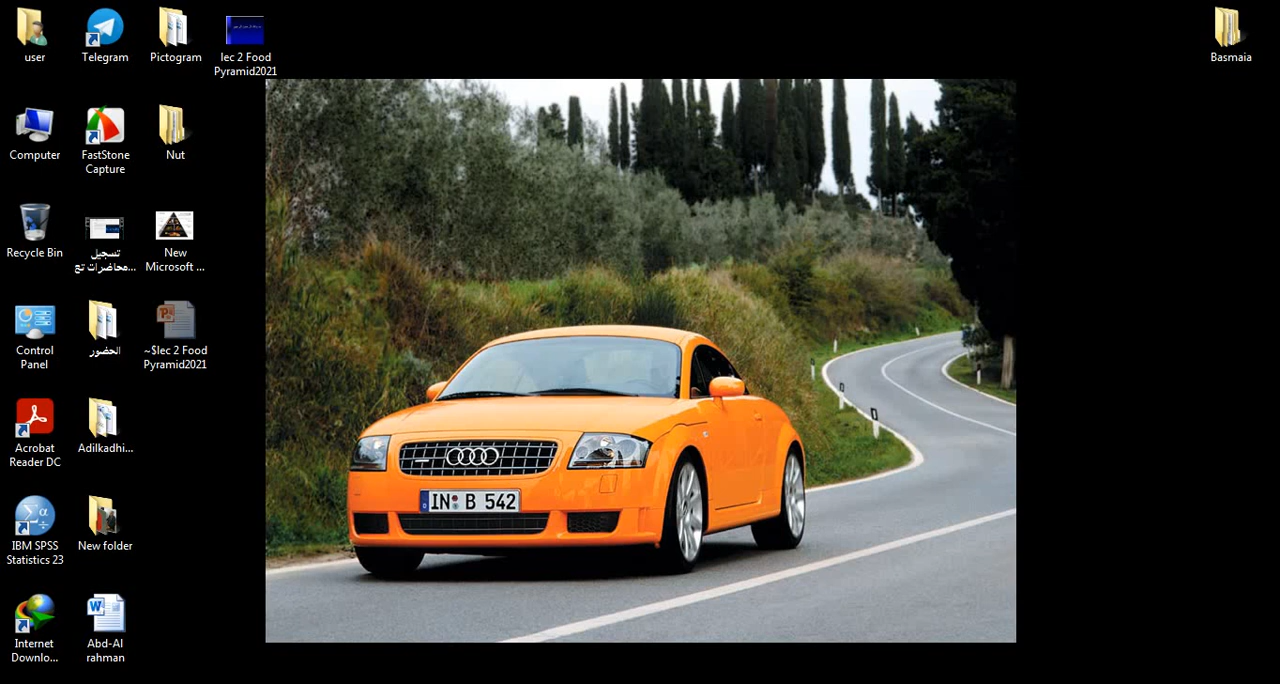 user
Telegram
Pictogram
lec 2 Food
Pyramid2021
Basmaia
Computer
FastStone
Capture
Nut
Recycle Bin
تسجيل
محاضرات تج...
New
Microsoft ...
Control
Panel
الحضور
~$lec 2 Food
Pyramid2021
Acrobat
Reader DC
Adilkadhi...
IBM SPSS
Statistics 23
New folder
Internet
Downlo...
Abd-Al
rahman
IN B 542